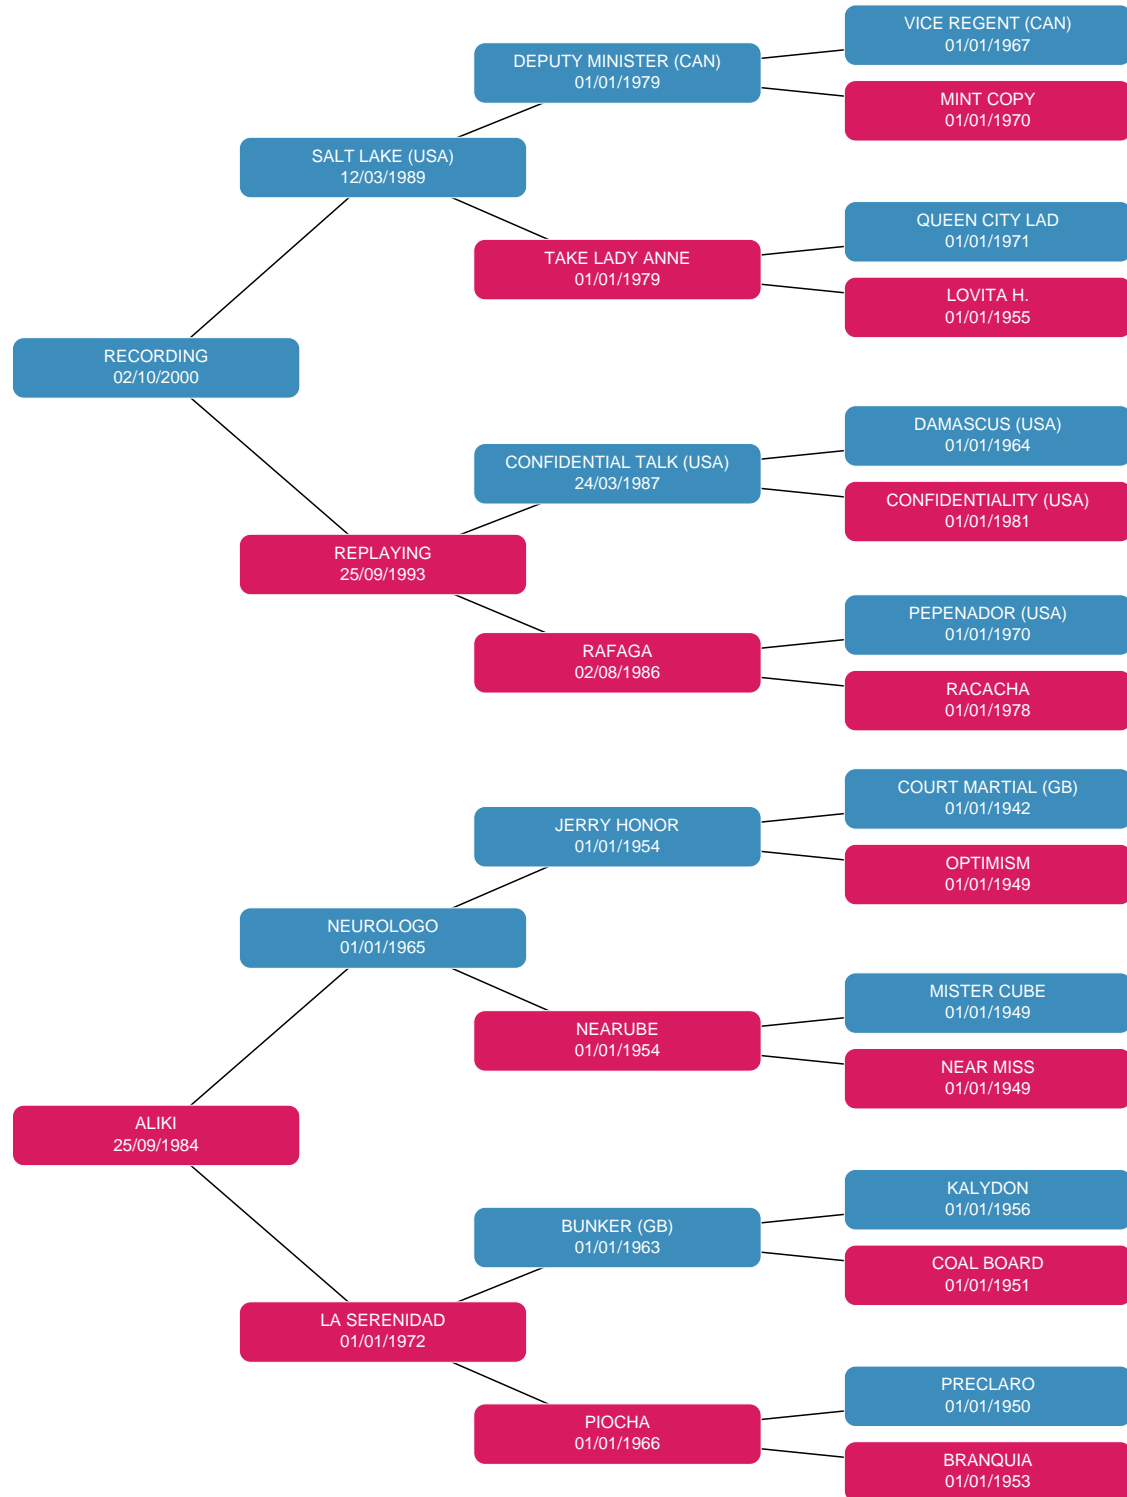 VICE REGENT (CAN)
01/01/1967
DEPUTY MINISTER (CAN)
01/01/1979
MINT COPY
01/01/1970
SALT LAKE (USA)
12/03/1989
QUEEN CITY LAD
01/01/1971
TAKE LADY ANNE
01/01/1979
LOVITA H.
01/01/1955
RECORDING
02/10/2000
DAMASCUS (USA)
01/01/1964
CONFIDENTIAL TALK (USA)
24/03/1987
CONFIDENTIALITY (USA)
01/01/1981
REPLAYING
25/09/1993
PEPENADOR (USA)
01/01/1970
RAFAGA
02/08/1986
RACACHA
01/01/1978
COURT MARTIAL (GB)
01/01/1942
JERRY HONOR
01/01/1954
OPTIMISM
01/01/1949
NEUROLOGO
01/01/1965
MISTER CUBE
01/01/1949
NEARUBE
01/01/1954
NEAR MISS
01/01/1949
ALIKI
25/09/1984
KALYDON
01/01/1956
BUNKER (GB)
01/01/1963
COAL BOARD
01/01/1951
LA SERENIDAD
01/01/1972
PRECLARO
01/01/1950
PIOCHA
01/01/1966
BRANQUIA
01/01/1953